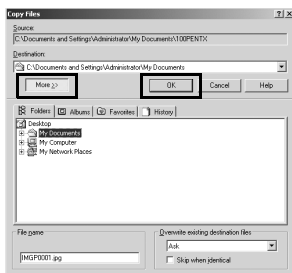 Copy Files
? ×
Source:
C:\Documents and Settings\Administrator\My Documents\100PENTX
Destination:
C:\Documents and Settings\Administrator\My Documents
More >> OK Cancel Help
Folders Albums Favorites History
Desktop
My Documents
My Computer
My Network Places
File name
IMGP0001.jpg
Overwrite existing destination files
Ask
Skip when identical